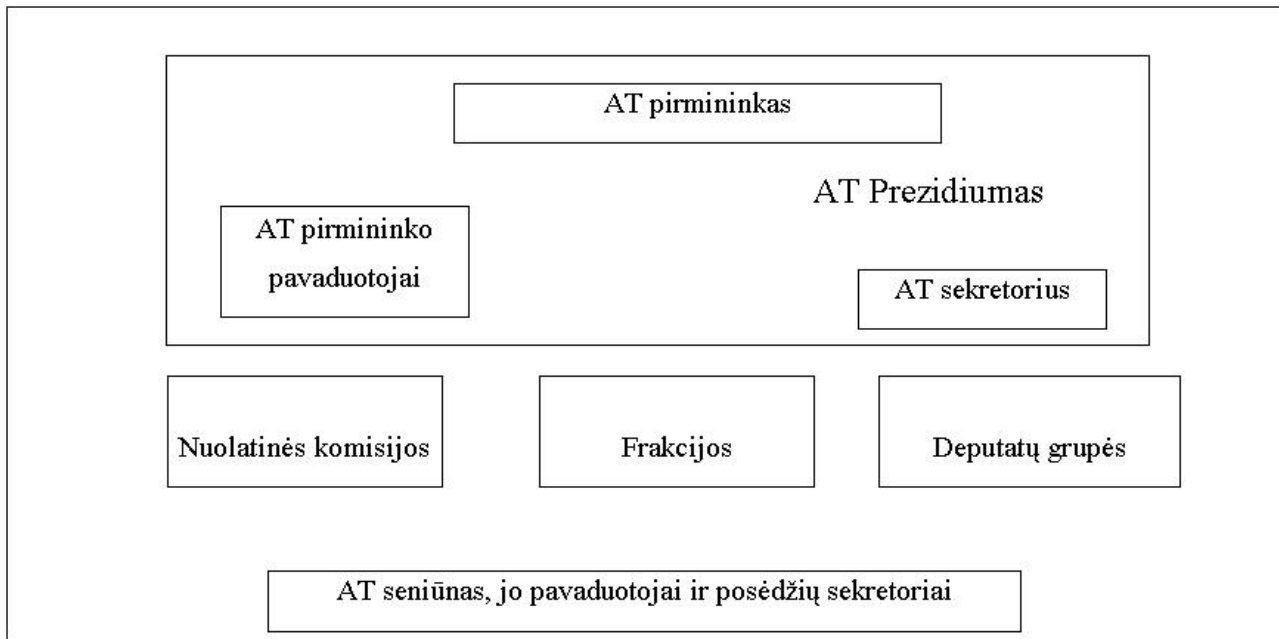 AT pirmininkas
AT Prezidiumas
AT pirmininko
pavaduotojai
AT sekretorius
Nuolatinės komisijos
Frakcijos
Deputatų grupės
AT seniūnas, jo pavaduotojai ir posėdžių sekretoriai